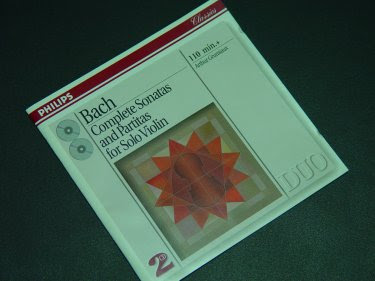 PHILIPS
Classics
Bach
Complete Sonatas
and Partitas
for Solo Violin
110 min.+
Arthur Grumiaux
DUO
2